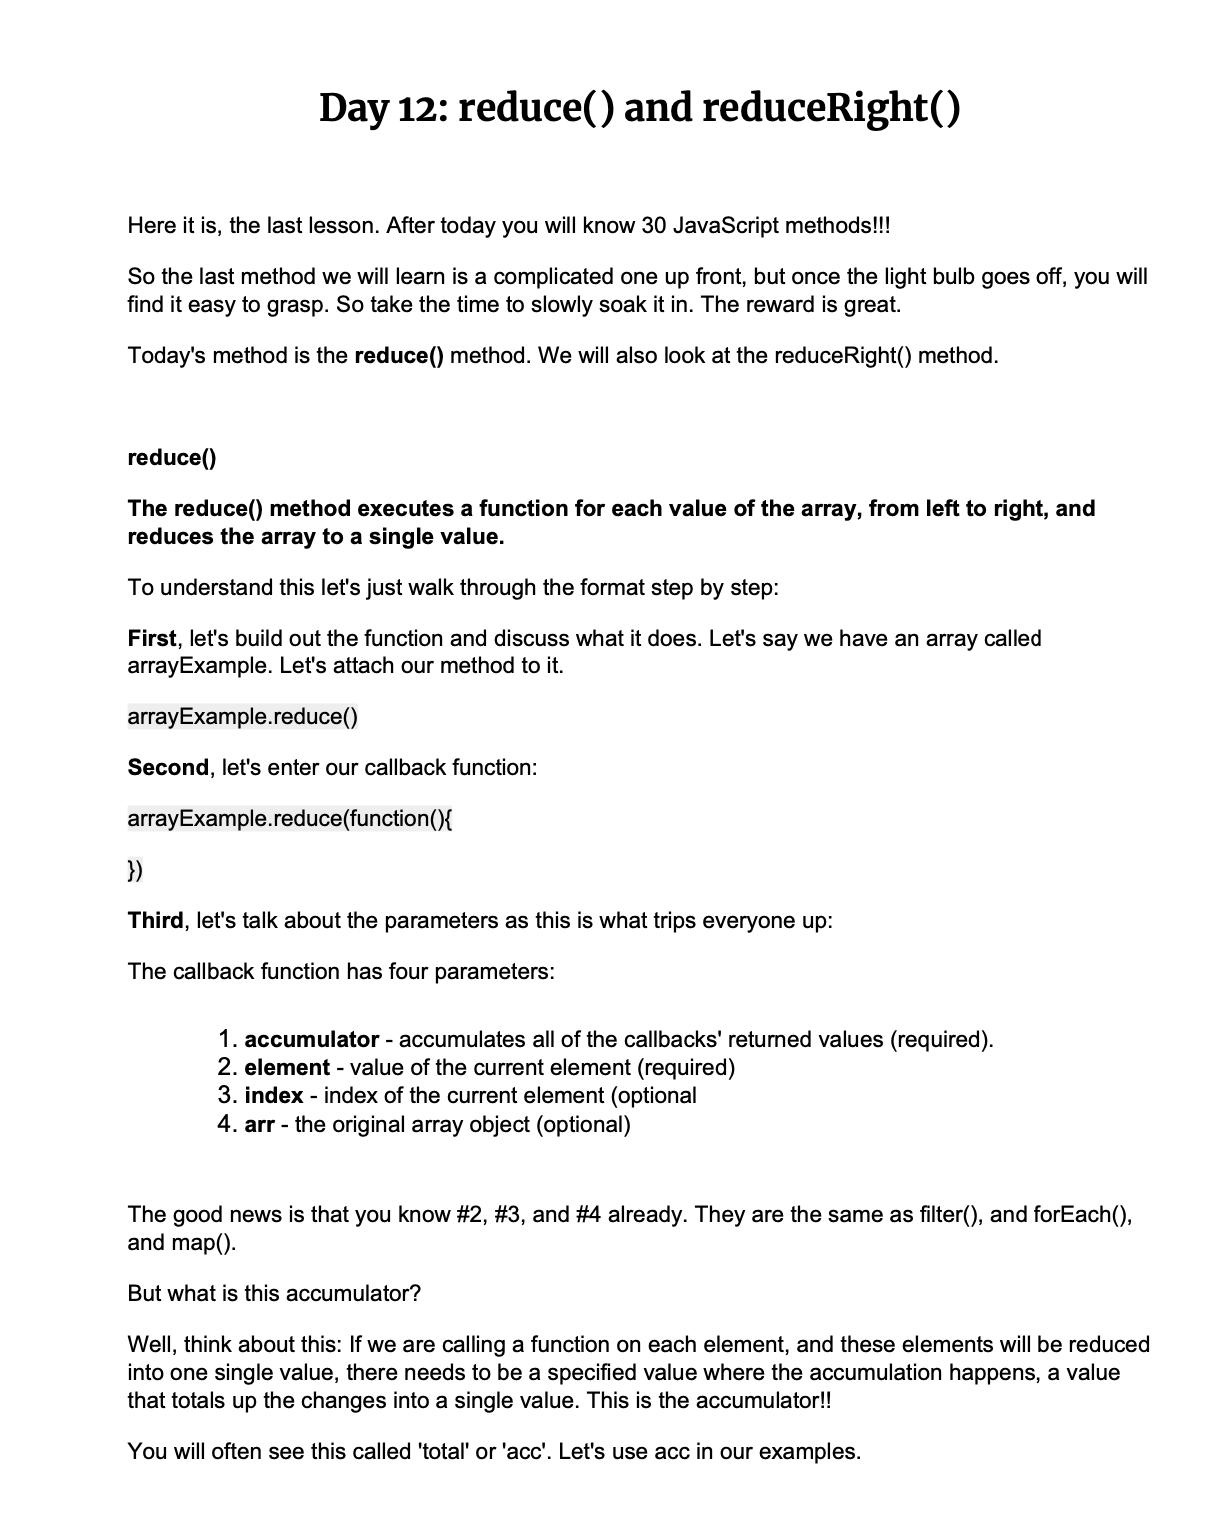 Day 12: reduce() and reduceRight()
Here it is, the last lesson. After today you will know 30 JavaScript methods!!!
So the last method we will learn is a complicated one up front, but once the light bulb goes off, you will
find it easy to grasp. So take the time to slowly soak it in. The reward is great.
Today's method is the reduce() method. We will also look at the reduceRight() method.
reduce()
The reduce() method executes a function for each value of the array, from left to right, and
reduces the array to a single value.
To understand this let's just walk through the format step by step:
First, let's build out the function and discuss what it does. Let's say we have an array called
arrayExample. Let's attach our method to it.
arrayExample.reduce()
Second, let's enter our callback function:
arrayExample.reduce(function(){
})
Third, let's talk about the parameters as this is what trips everyone up:
The callback function has four parameters:
1. accumulator - accumulates all of the callbacks' returned values (required).
2. element - value of the current element (required)
3. index - index of the current element (optional
4. arr - the original array object (optional)
The good news is that you know #2, #3, and #4 already. They are the same as filter(), and forEach(),
and map().
But what is this accumulator?
Well, think about this: If we are calling a function on each element, and these elements will be reduced
into one single value, there needs to be a specified value where the accumulation happens, a value
that totals up the changes into a single value. This is the accumulator!!
You will often see this called 'total' or 'acc'. Let's use acc in our examples.